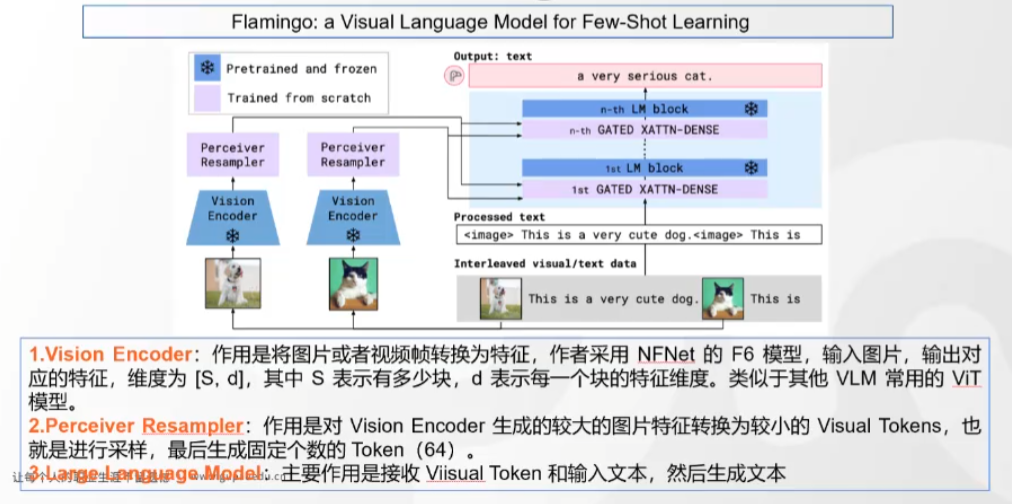 Flamingo: a Visual Language Model for Few-Shot Learning
Pretrained and frozen
Trained from scratch
Output: text
a very serious cat.
n-th LM block
n-th GATED XATTN-DENSE
1st LM block
1st GATED XATTN-DENSE
Perceiver
Resampler
Perceiver
Resampler
Vision
Encoder
Vision
Encoder
Processed text
<image> This is a very cute dog.<image> This is
Interleaved visual/text data
This is a very cute dog.
This is
1.Vision Encoder：作用是将图片或者视频帧转换为特征，作者采用 NFNet 的 F6 模型，输入图片，输出对
应的特征，维度为 [S, d]，其中 S 表示有多少块，d 表示每一个块的特征维度。类似于其他 VLM 常用的 ViT
模型。
2.Perceiver Resampler：作用是对 Vision Encoder 生成的较大的图片特征转换为较小的 Visual Tokens，也
就是进行采样，最后生成固定个数的 Token（64）。
3.Large Language Model：主要作用是接收 Viisual Token 和输入文本，然后生成文本